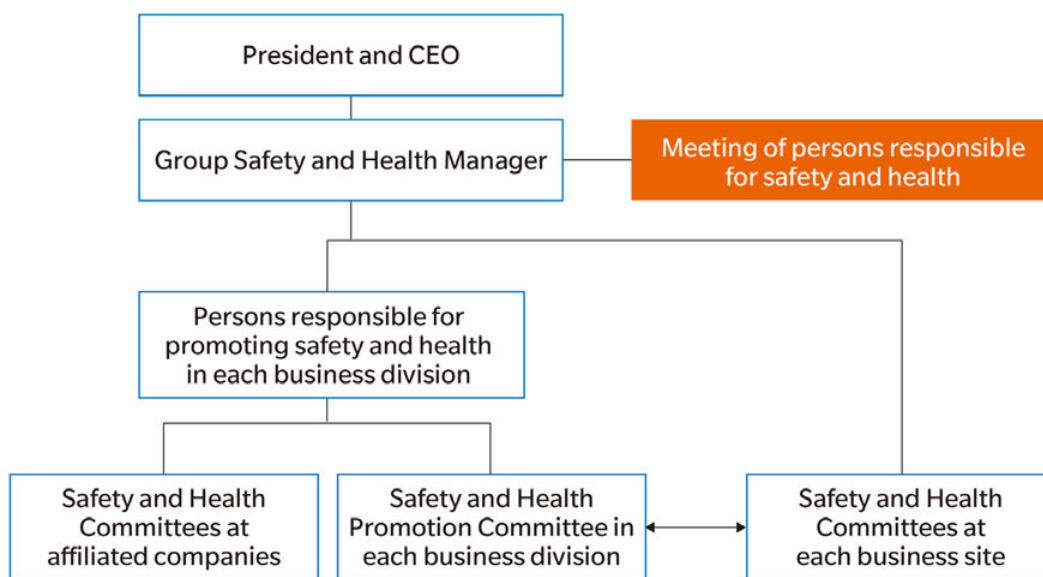 President and CEO
Group Safety and Health Manager
Meeting of persons responsible
for safety and health
Persons responsible for
promoting safety and health
in each business division
Safety and Health
Committees at
affiliated companies
Safety and Health
Promotion Committee in
each business division
Safety and Health
Committees at
each business site